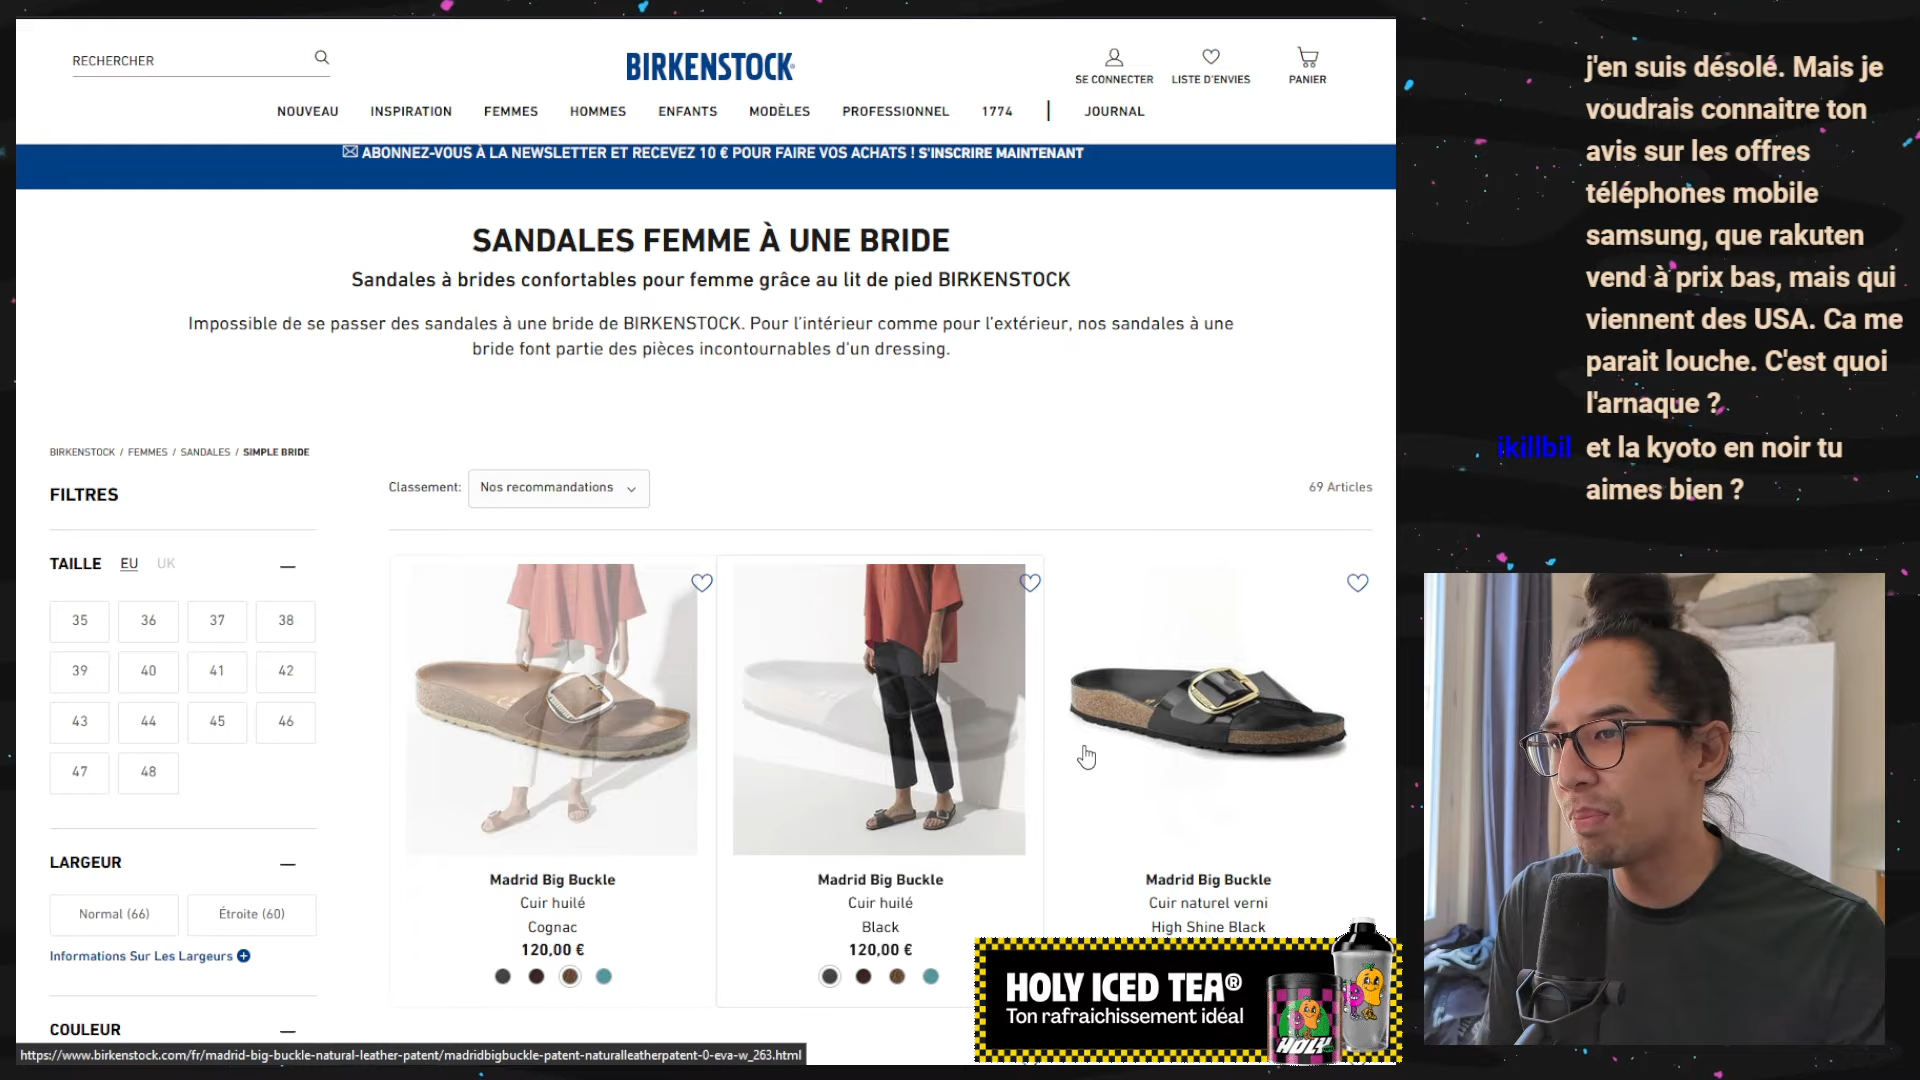 RECHERCHER
BIRKENSTOCK
SE CONNECTER
LISTE D'ENVIES
PANIER
NOUVEAU INSPIRATION FEMMES HOMMES ENFANTS MODÈLES PROFESSIONNEL 1774 | JOURNAL
ABONNEZ-VOUS À LA NEWSLETTER ET RECEVEZ 10 € POUR FAIRE VOS ACHATS ! S'INSCRIRE MAINTENANT
SANDALES FEMME À UNE BRIDE
Sandales à brides confortables pour femme grâce au lit de pied BIRKENSTOCK
Impossible de se passer des sandales à une bride de BIRKENSTOCK. Pour l'intérieur comme pour l'extérieur, nos sandales à une
bride font partie des pièces incontournables d'un dressing.
BIRKENSTOCK / FEMMES / SANDALES / SIMPLE BRIDE
FILTRES
Classement: Nos recommandations
69 Articles
TAILLE EU UK
35 36 37 38
39 40 41 42
43 44 45 46
47 48
LARGEUR
Normal (66) Étroite (60)
Informations Sur Les Largeurs
COULEUR
Madrid Big Buckle
Cuir huilé
Cognac
120,00 €
Madrid Big Buckle
Cuir huilé
Black
120,00 €
Madrid Big Buckle
Cuir naturel verni
High Shine Black
HOLY ICED TEA®
Ton rafraichissement idéal
HOLY
https://www.birkenstock.com/fr/madrid-big-buckle-natural-leather-patent/madridbigbuckle-patent-naturalleatherpatent-0-eva-w_263.html
j'en suis désolé. Mais je
voudrais connaitre ton
avis sur les offres
téléphones mobile
samsung, que rakuten
vend à prix bas, mais qui
viennent des USA. Ca me
parait louche. C'est quoi
l'arnaque ?
ikillbil et la kyoto en noir tu
aimes bien ?